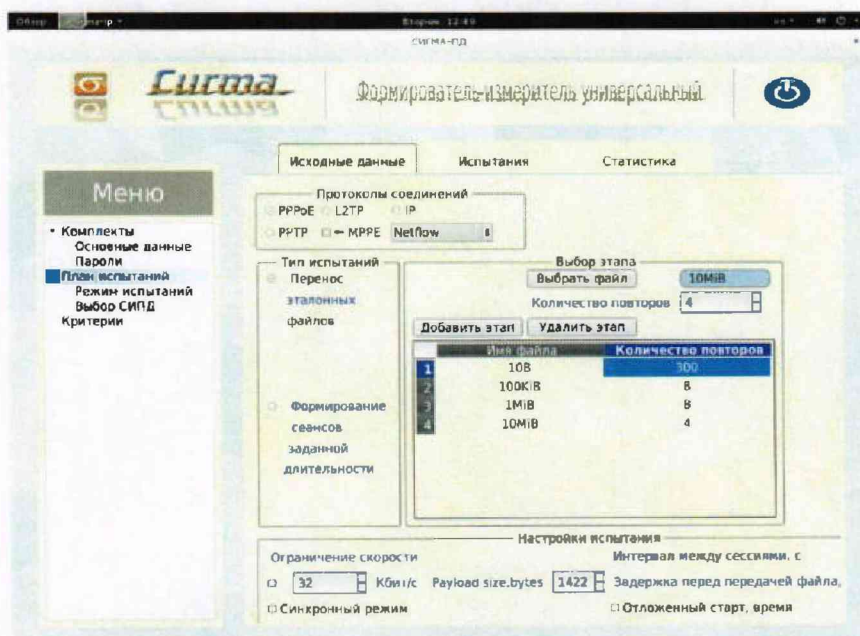 Обзор
Вторник, 12:49
СИГМА-ПД
Сигма
Формирователь-измеритель универсальный
Исходные данные Испытания Статистика
Меню
Комплекты
Основные данные
Пароли
План испытаний
Режим испытаний
Выбор СИПД
Критерии
Протоколы соединений
PPPoE L2TP IP
PPTP MPPE Netflow
Тип испытаний
Перенос
эталонных
файлов
Формирование
сеансов
заданной
длительности
Выбор этапа
Выбрать файл 10MiB
Количество повторов 4
Добавить этап Удалить этап
Имя файла Количество повторов
1 10B 300
2 100KiB 8
3 1MiB 8
4 10MiB 4
Настройки испытания
Ограничение скорости Интервал между сессиями, с
32 Кбит/с Payload size,bytes 1422 Задержка перед передачей файла,
Синхронный режим Отложенный старт, время